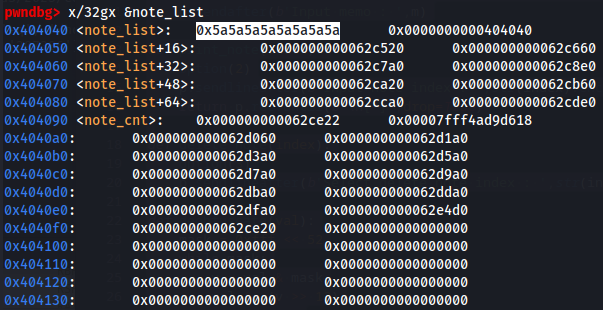 pwndbg> x/32gx &note_list
0x404040 <note_list>: 0x5a5a5a5a5a5a5a5a 0x0000000000404040
0x404050 <note_list+16>: 0x000000000062c520 0x000000000062c660
0x404060 <note_list+32>: 0x000000000062c7a0 0x000000000062c8e0
0x404070 <note_list+48>: 0x000000000062ca20 0x000000000062cb60
0x404080 <note_list+64>: 0x000000000062cca0 0x000000000062cde0
0x404090 <note_cnt>: 0x000000000062ce22 0x00007fff4ad9d618
0x4040a0: 0x000000000062d060 0x000000000062d1a0
0x4040b0: 0x000000000062d3a0 0x000000000062d5a0
0x4040c0: 0x000000000062d7a0 0x000000000062d9a0
0x4040d0: 0x000000000062dba0 0x000000000062dda0
0x4040e0: 0x000000000062dfa0 0x000000000062e4d0
0x4040f0: 0x000000000062ce20 0x0000000000000000
0x404100: 0x0000000000000000 0x0000000000000000
0x404110: 0x0000000000000000 0x0000000000000000
0x404120: 0x0000000000000000 0x0000000000000000
0x404130: 0x0000000000000000 0x0000000000000000